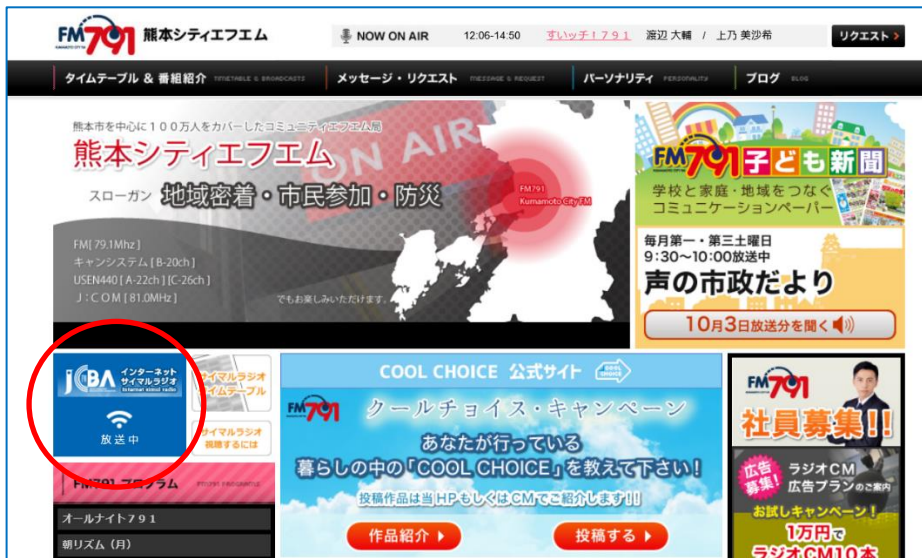 FM791
KUMAMOTO CITY FM
熊本シティエフエム
NOW ON AIR
12:06-14:50
すいッチ！７９１
渡辺 大輔 / 上乃 美沙希
リクエスト
タイムテーブル & 番組紹介 TIMETABLE & BROADCASTS
メッセージ・リクエスト MESSAGE & REQUEST
パーソナリティ PERSONALITY
ブログ BLOG
熊本市を中心に１００万人をカバーしたコミュニティエフエム局
熊本シティエフエム
ON AIR
スローガン 地域密着・市民参加・防災
FM791
Kumamoto City FM
FM[ 79.1Mhz ]
キャンシステム [ B-20ch ]
USEN440 [ A-22ch ] [C-26ch ]
J：C O M [ 81.0MHz ]
でもお楽しみいただけます。
FM791 子ども新聞
学校と家庭・地域をつなぐ
コミュニケーションペーパー
毎月第一・第三土曜日
9:30～10:00放送中
声の市政だより
10月3日放送分を聞く
JCBA インターネット
サイマルラジオ
Internet simul radio
放送中
サイマルラジオ
タイムテーブル
サイマルラジオ
視聴するには
FM791 プログラム FM791 PROGRAMS
オールナイト７９１
朝リズム（月）
COOL CHOICE 公式サイト
COOL
CHOICE
FM791
クールチョイス・キャンペーン
あなたが行っている
暮らしの中の「COOL CHOICE」を教えて下さい！
投稿作品は当HPもしくはCMでご紹介します!!
作品紹介
投稿する
FM791
社員募集!!
広告
募集！
ラジオCM
広告プランのご案内
お試しキャンペーン！
1万円で
ラジオCM10本